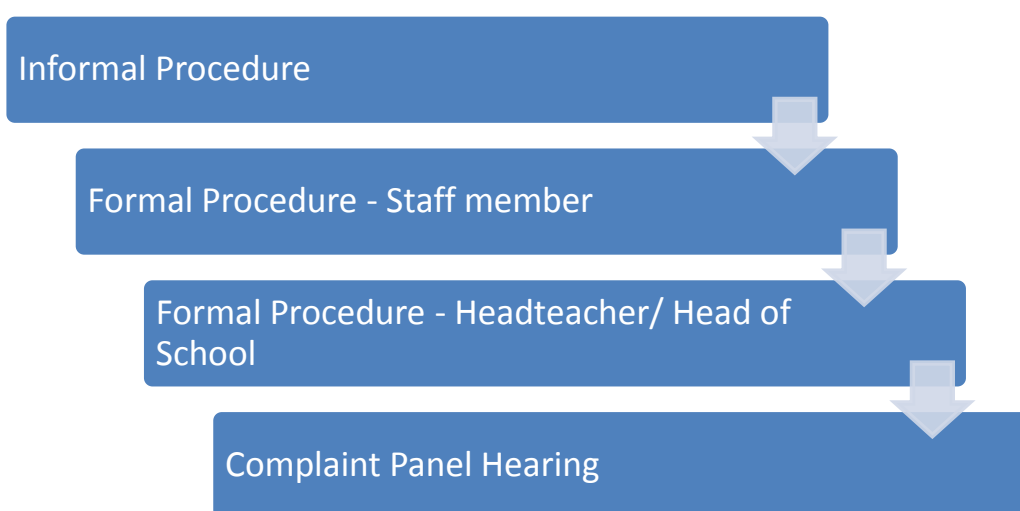 Informal Procedure
Formal Procedure - Staff member
Formal Procedure - Headteacher/ Head of
School
Complaint Panel Hearing